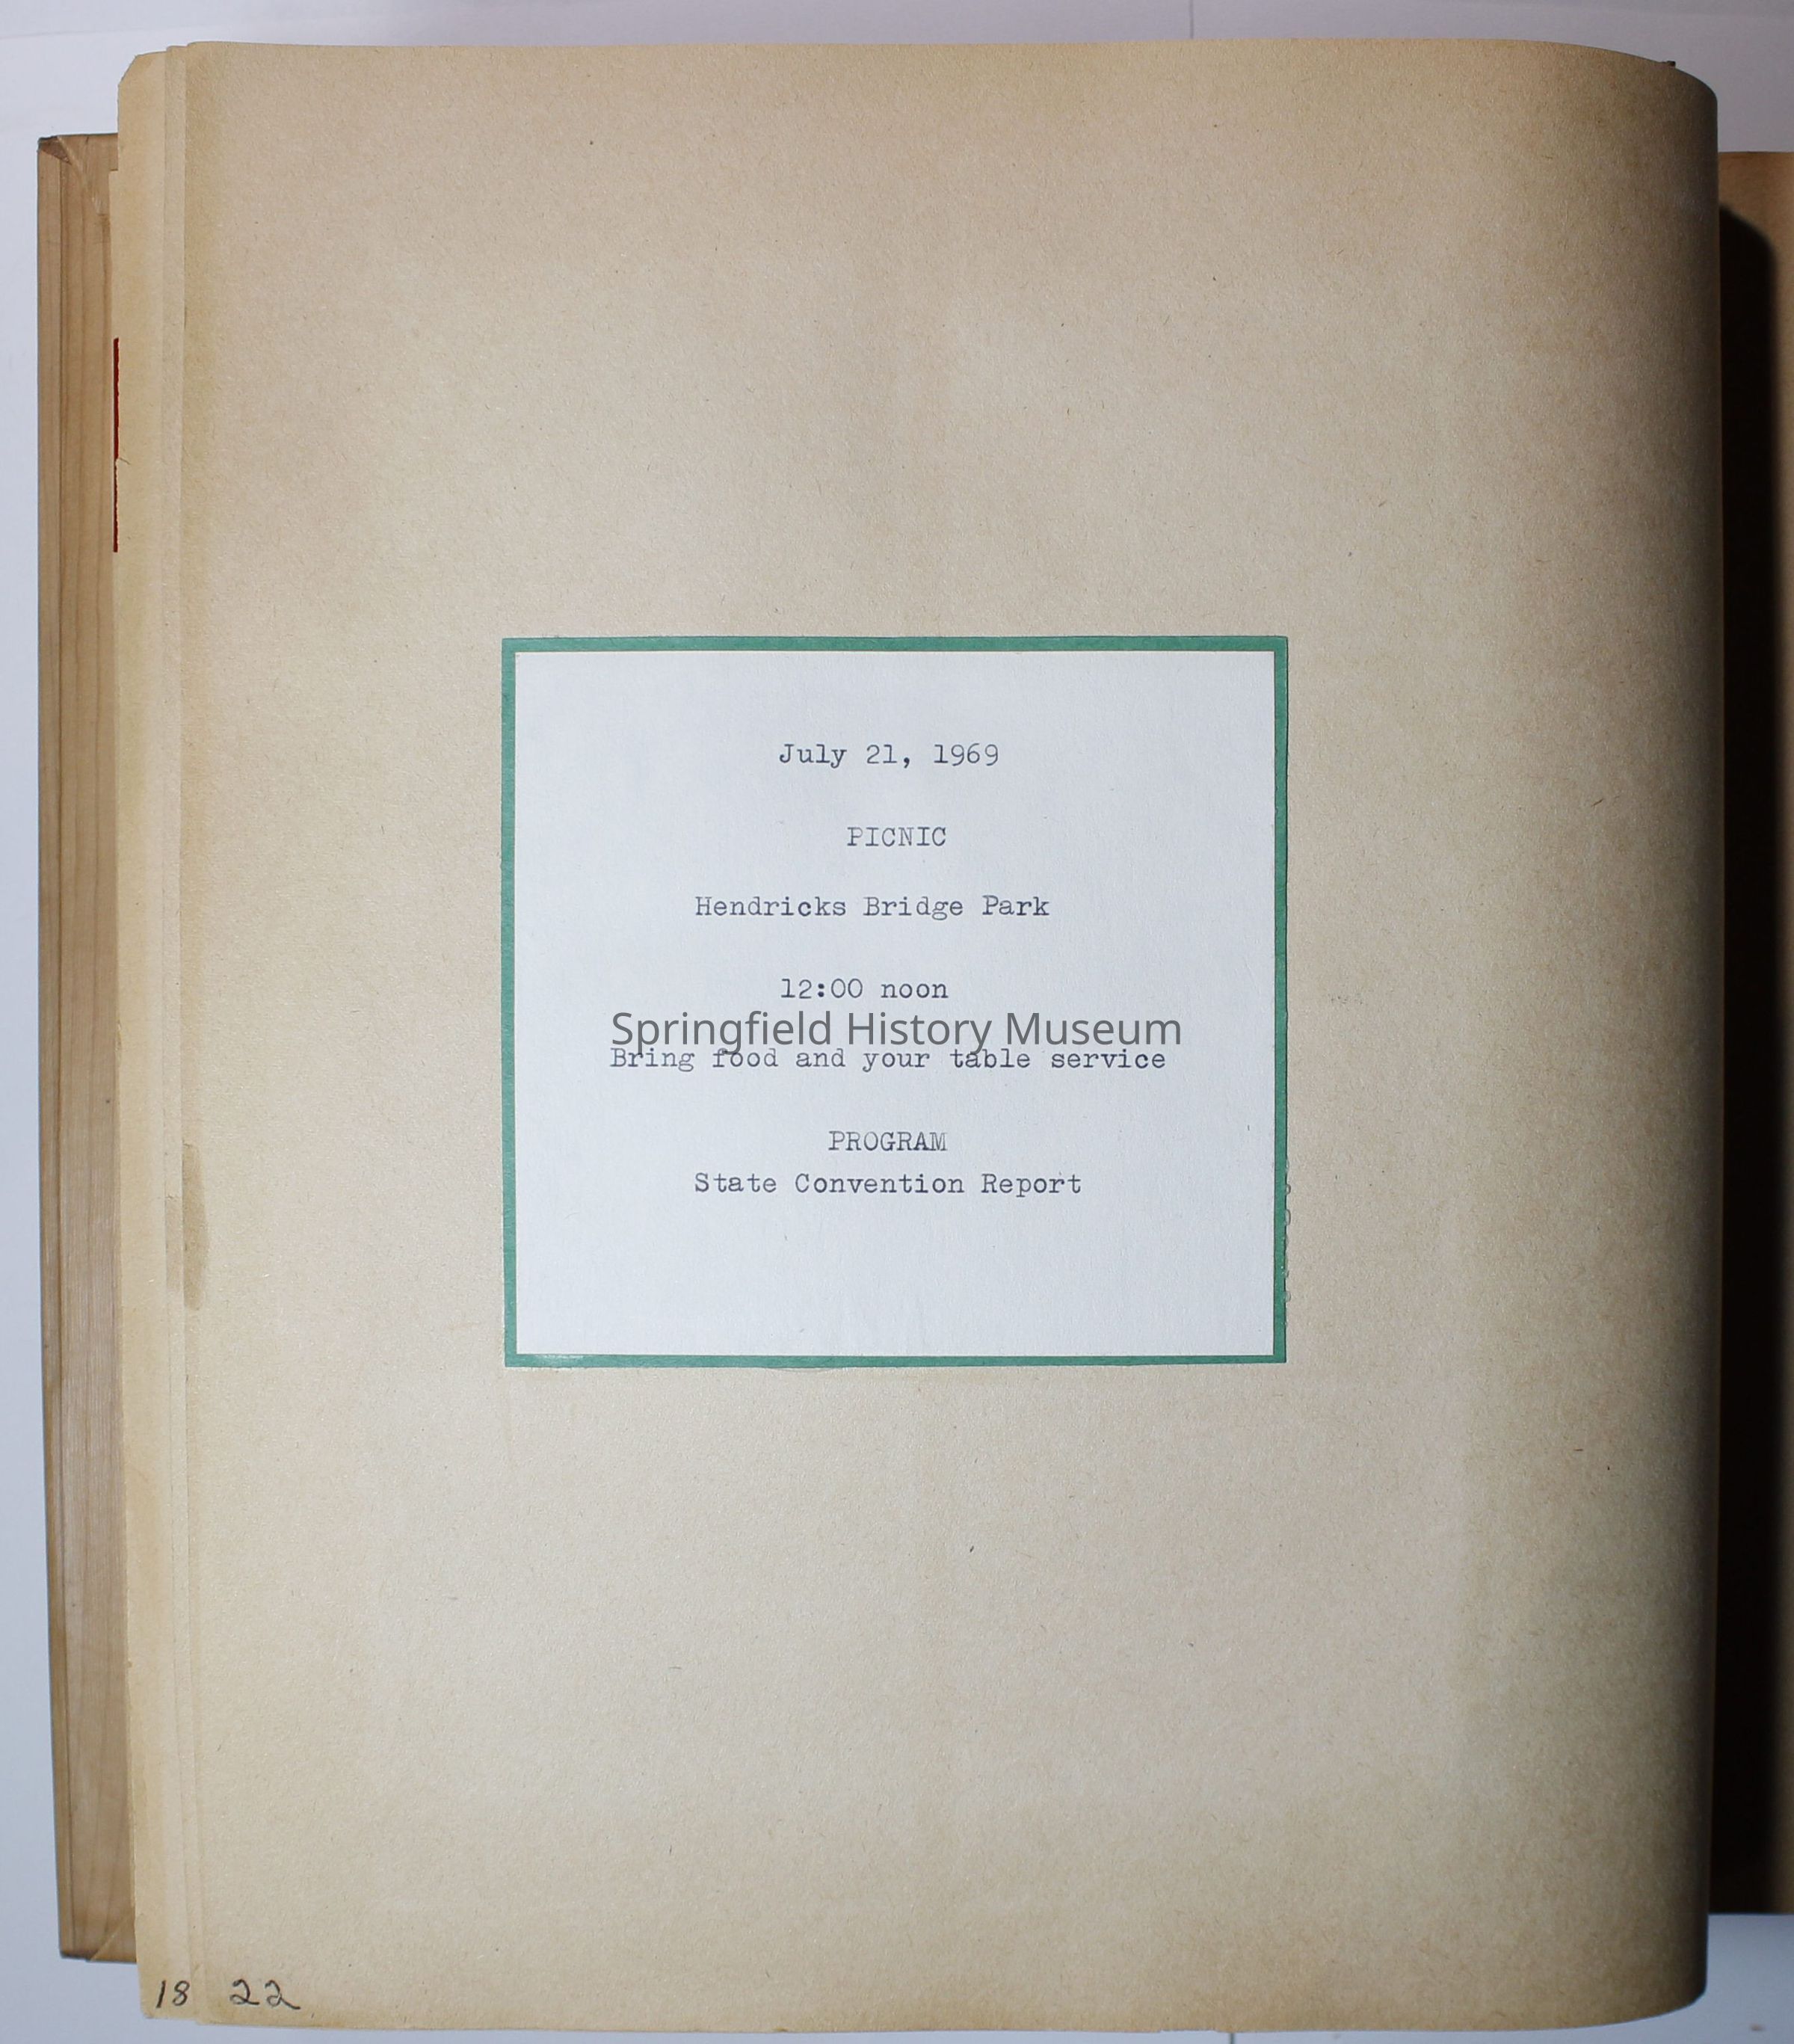 July 21, 1969
PICNIC
Hendricks Bridge Park
12:00 noon
Springfield History Museum
Bring food and your table service
PROGRAM
State Convention Report
18 22